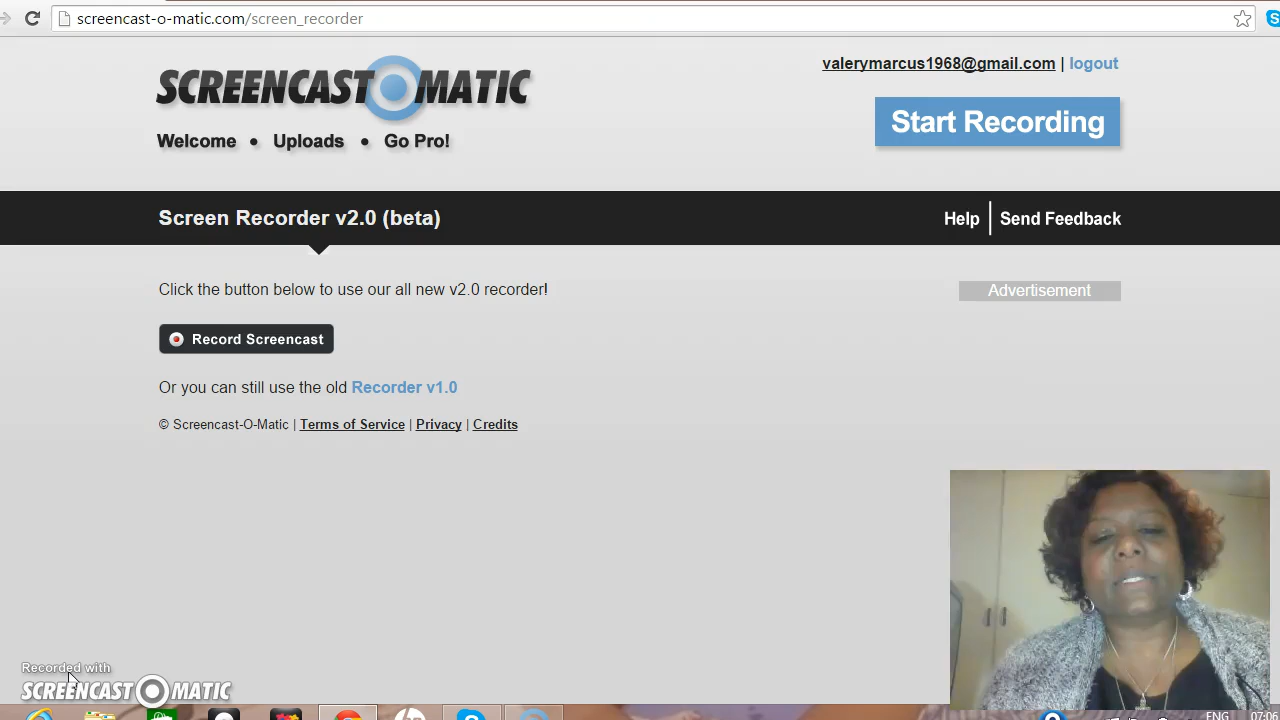 screencast-o-matic.com/screen_recorder
SCREENCAST O MATIC
valerymarcus1968@gmail.com | logout
Start Recording
Welcome • Uploads • Go Pro!
Screen Recorder v2.0 (beta)
Help | Send Feedback
Click the button below to use our all new v2.0 recorder!
Advertisement
Record Screencast
Or you can still use the old Recorder v1.0
© Screencast-O-Matic | Terms of Service | Privacy | Credits
Recorded with
SCREENCAST O MATIC
ENG 07:06